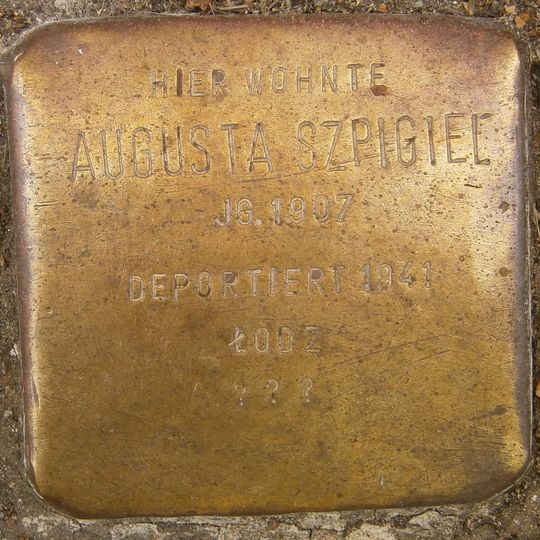 HIER WOHNTE
AUGUSTA SZPIGIEL
JG. 1907
DEPORTIERT 1941
ŁODZ
? ? ?